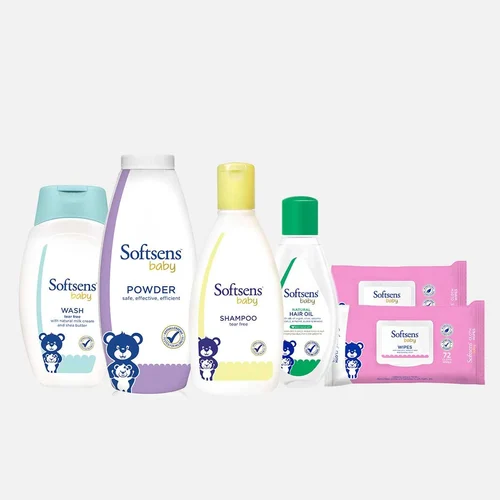 Softsens
baby
WASH
tear free
with natural milk cream
and shea butter
Softsens®
baby
POWDER
safe, effective, efficient
Softsens®
baby
SHAMPOO
tear free
Softsens
baby
NATURAL
HAIR OIL
Softsens
baby
Softsens
baby
WIPES
72